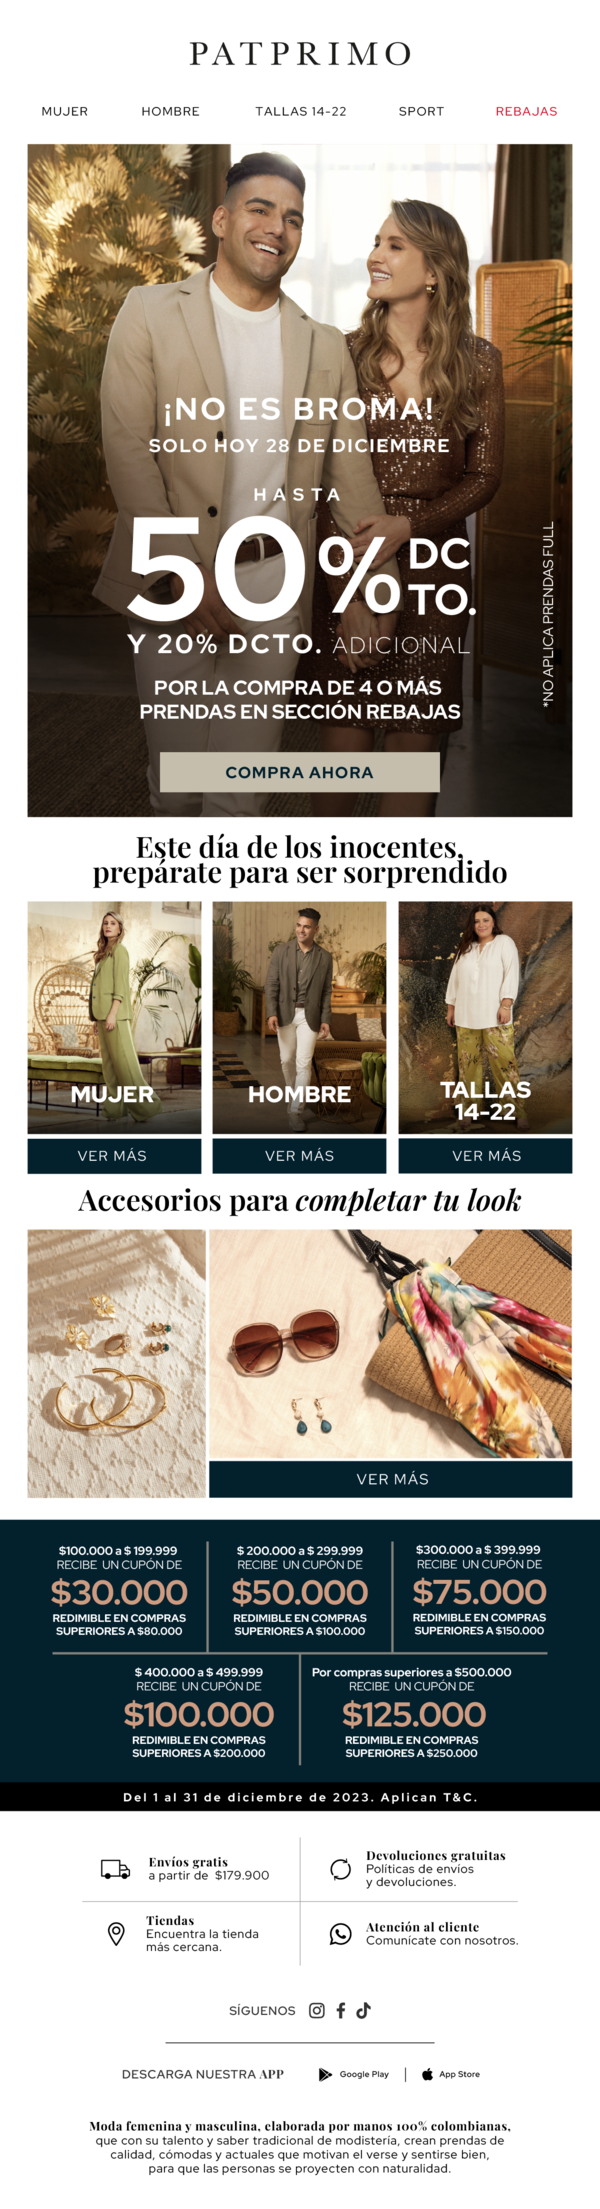 PATPRIMO
MUJER HOMBRE TALLAS 14-22 SPORT REBAJAS
¡NO ES BROMA!
SOLO HOY 28 DE DICIEMBRE
HASTA
50% DC
TO.
Y 20% DCTO. ADICIONAL
POR LA COMPRA DE 4 O MÁS
PRENDAS EN SECCIÓN REBAJAS
*NO APLICA PRENDAS FULL
COMPRA AHORA
Este día de los inocentes,
prepárate para ser sorprendido
MUJER
VER MÁS
HOMBRE
VER MÁS
TALLAS
14-22
VER MÁS
Accesorios para completar tu look
VER MÁS
$100.000 a $ 199.999
RECIBE UN CUPÓN DE
$30.000
REDIMIBLE EN COMPRAS
SUPERIORES A $80.000
$ 200.000 a $ 299.999
RECIBE UN CUPÓN DE
$50.000
REDIMIBLE EN COMPRAS
SUPERIORES A $100.000
$300.000 a $ 399.999
RECIBE UN CUPÓN DE
$75.000
REDIMIBLE EN COMPRAS
SUPERIORES A $150.000
$ 400.000 a $ 499.999
RECIBE UN CUPÓN DE
$100.000
REDIMIBLE EN COMPRAS
SUPERIORES A $200.000
Por compras superiores a $500.000
RECIBE UN CUPÓN DE
$125.000
REDIMIBLE EN COMPRAS
SUPERIORES A $250.000
Del 1 al 31 de diciembre de 2023. Aplican T&C.
Envíos gratis
a partir de $179.900
Devoluciones gratuitas
Políticas de envíos
y devoluciones.
Tiendas
Encuentra la tienda
más cercana.
Atención al cliente
Comunícate con nosotros.
SÍGUENOS
DESCARGA NUESTRA APP Google Play | App Store
Moda femenina y masculina, elaborada por manos 100% colombianas,
que con su talento y saber tradicional de modistería, crean prendas de
calidad, cómodas y actuales que motivan el verse y sentirse bien,
para que las personas se proyecten con naturalidad.